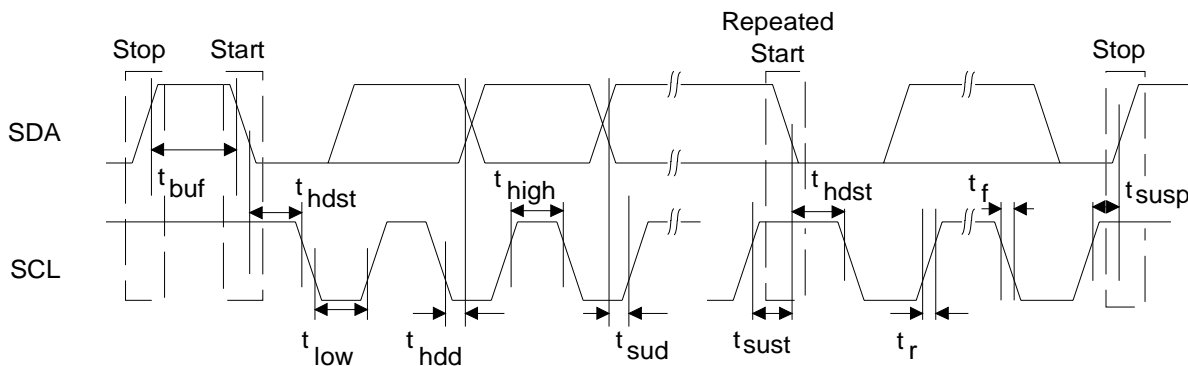 Repeated
Stop Start Start Stop
SDA
t buf t hdst t high t hdst t f t susp
SCL
t low t hdd t sud t sust t r